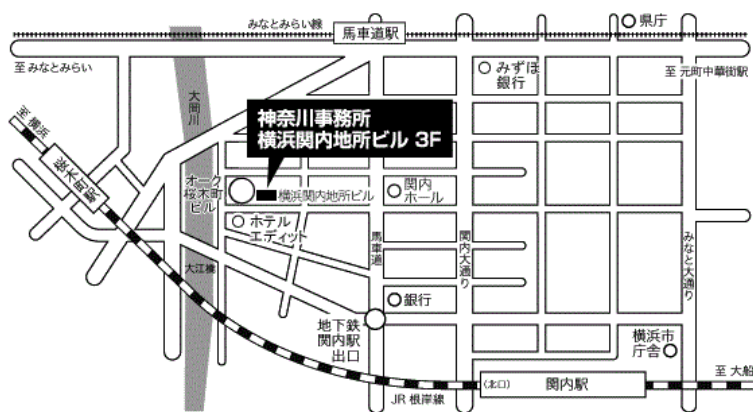 みなとみらい線
馬車道駅
県庁
至 みなとみらい
みずほ
銀行
至 元町中華街駅
大岡川
至 横浜
神奈川事務所
横浜関内地所ビル 3F
桜木町駅
オーク
桜木町
ビル
横浜関内地所ビル
関内
ホール
ホテル
エディット
馬車道
関内大通り
みなと大通り
大江橋
銀行
地下鉄
関内駅
出口
横浜市
庁舎
(北口)
関内駅
至 大船
JR 根岸線